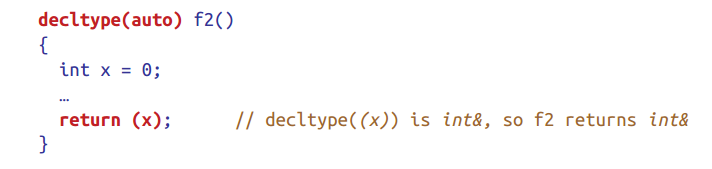 decltype(auto) f2()
{
int x = 0;
…
return (x); // decltype((x)) is int&, so f2 returns int&
}